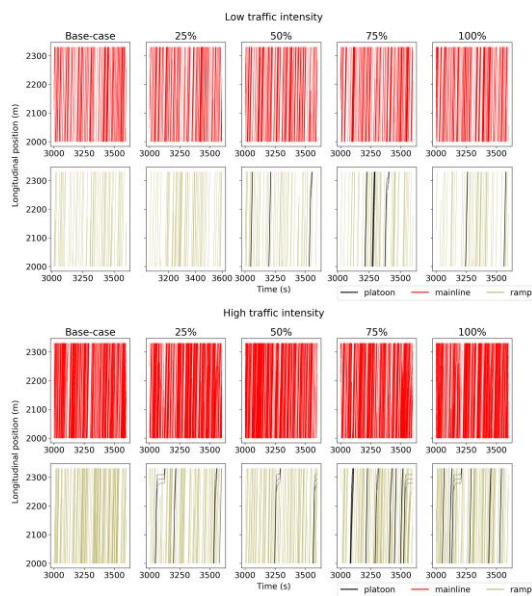 Low traffic intensity
Base-case 25% 50% 75% 100%
Longitudinal position (m)
2300
2200
2100
2000
3000 3250 3500 3000 3250 3500 3000 3250 3500 3000 3250 3500 3000 3250 3500
2300
2200
2100
2000
3000 3250 3500 3200 3400 3600 3000 3250 3500 3000 3250 3500 3000 3250 3500
Time (s)
platoon mainline ramp
High traffic intensity
Base-case 25% 50% 75% 100%
Longitudinal position (m)
2300
2200
2100
2000
3000 3250 3500 3000 3250 3500 3000 3250 3500 3000 3250 3500 3000 3250 3500
2300
2200
2100
2000
3000 3250 3500 3000 3250 3500 3000 3250 3500 3000 3250 3500 3000 3250 3500
Time (s)
platoon mainline ramp